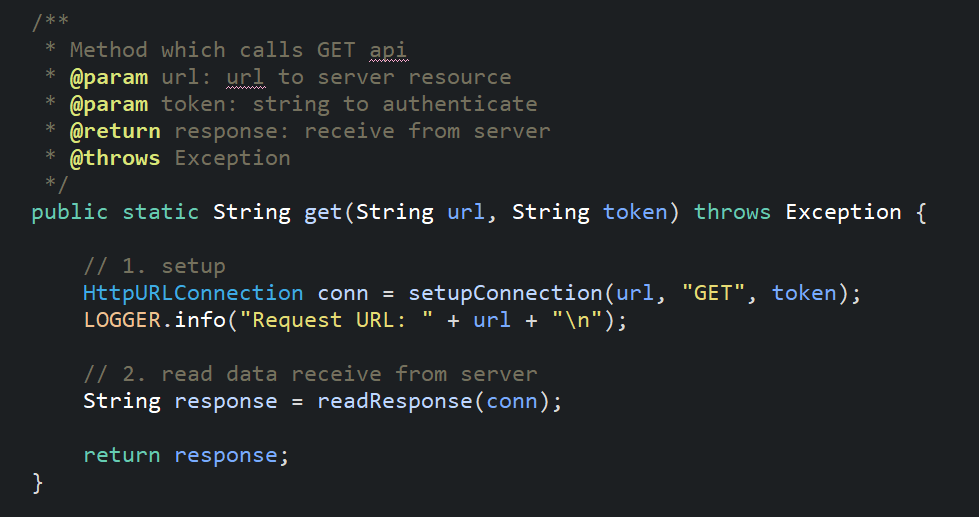 /**
 * Method which calls GET api
 * @param url: url to server resource
 * @param token: string to authenticate
 * @return response: receive from server
 * @throws Exception
 */
public static String get(String url, String token) throws Exception {
    // 1. setup
    HttpURLConnection conn = setupConnection(url, "GET", token);
    LOGGER.info("Request URL: " + url + "\n");
    // 2. read data receive from server
    String response = readResponse(conn);
    return response;
}